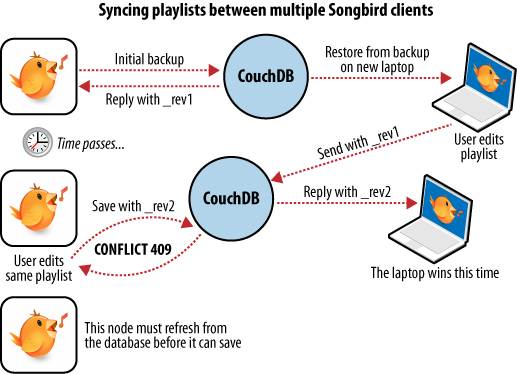 Syncing playlists between multiple Songbird clients
Initial backup
CouchDB
Reply with _rev1
Restore from backup
on new laptop
Time passes...
User edits
playlist
Send with _rev1
Save with _rev2
CouchDB
Reply with _rev2
CONFLICT 409
User edits
same playlist
The laptop wins this time
This node must refresh from
the database before it can save